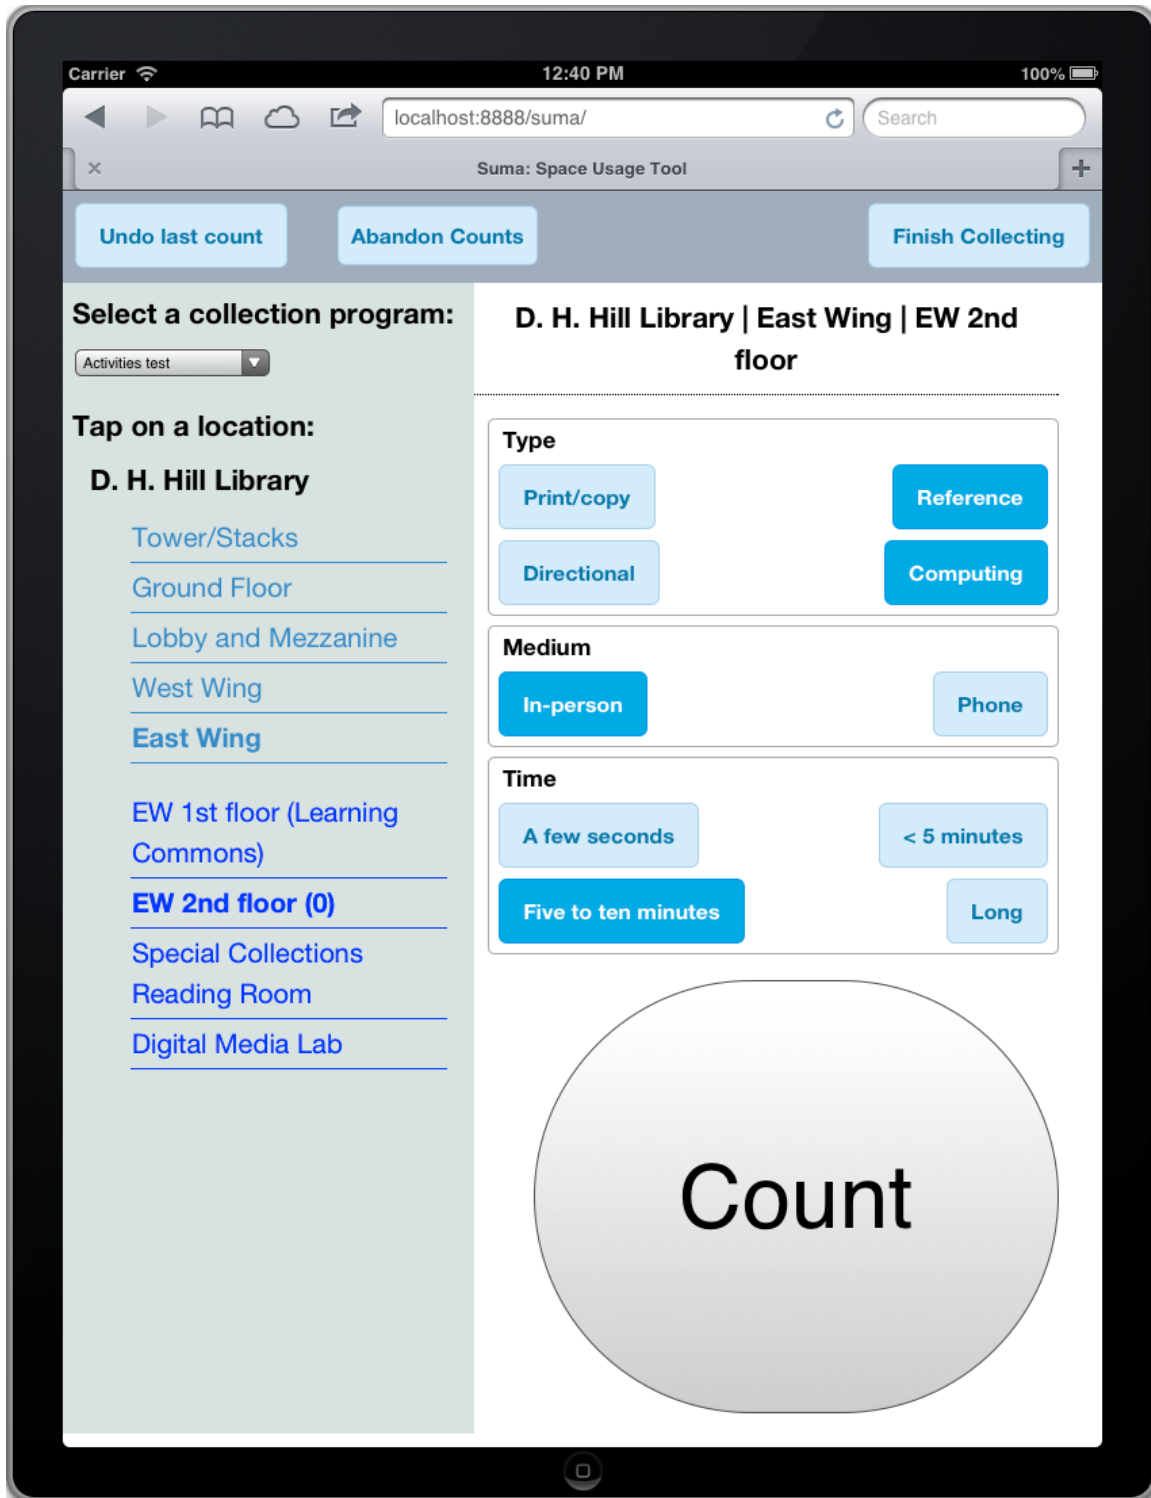 Carrier 12:40 PM 100%
localhost:8888/suma/ Search
Suma: Space Usage Tool
Undo last count Abandon Counts Finish Collecting
Select a collection program:
Activities test
Tap on a location:
D. H. Hill Library
Tower/Stacks
Ground Floor
Lobby and Mezzanine
West Wing
East Wing
EW 1st floor (Learning
Commons)
EW 2nd floor (0)
Special Collections
Reading Room
Digital Media Lab
D. H. Hill Library | East Wing | EW 2nd
floor
Type
Print/copy Reference
Directional Computing
Medium
In-person Phone
Time
A few seconds < 5 minutes
Five to ten minutes Long
Count